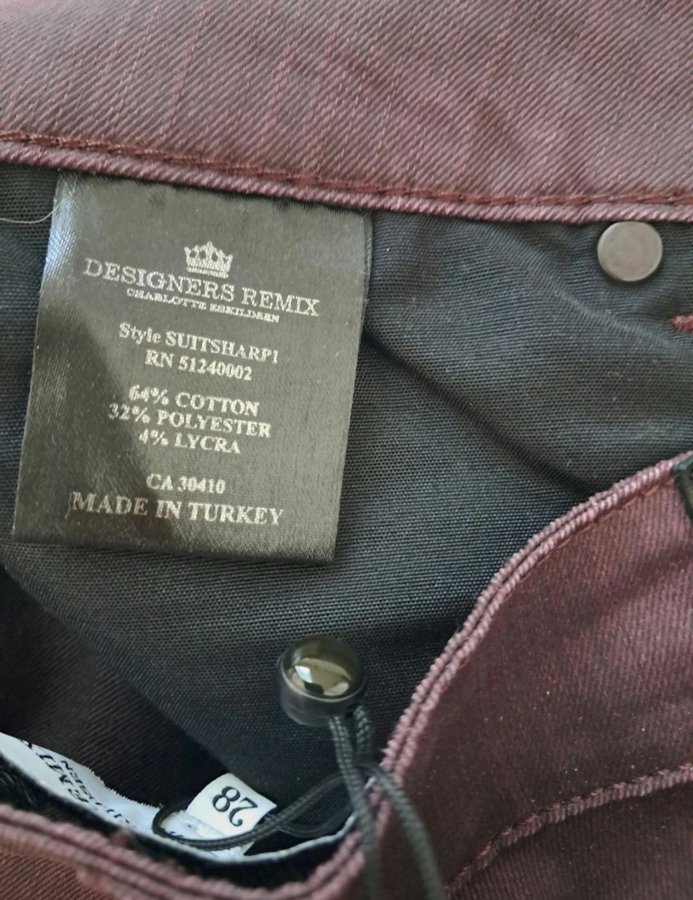 DESIGNERS REMIX
CHARLOTTE ESKILDSEN
Style SUITSHARP1
RN 51240002
64% COTTON
32% POLYESTER
4% LYCRA
CA 30410
MADE IN TURKEY
28